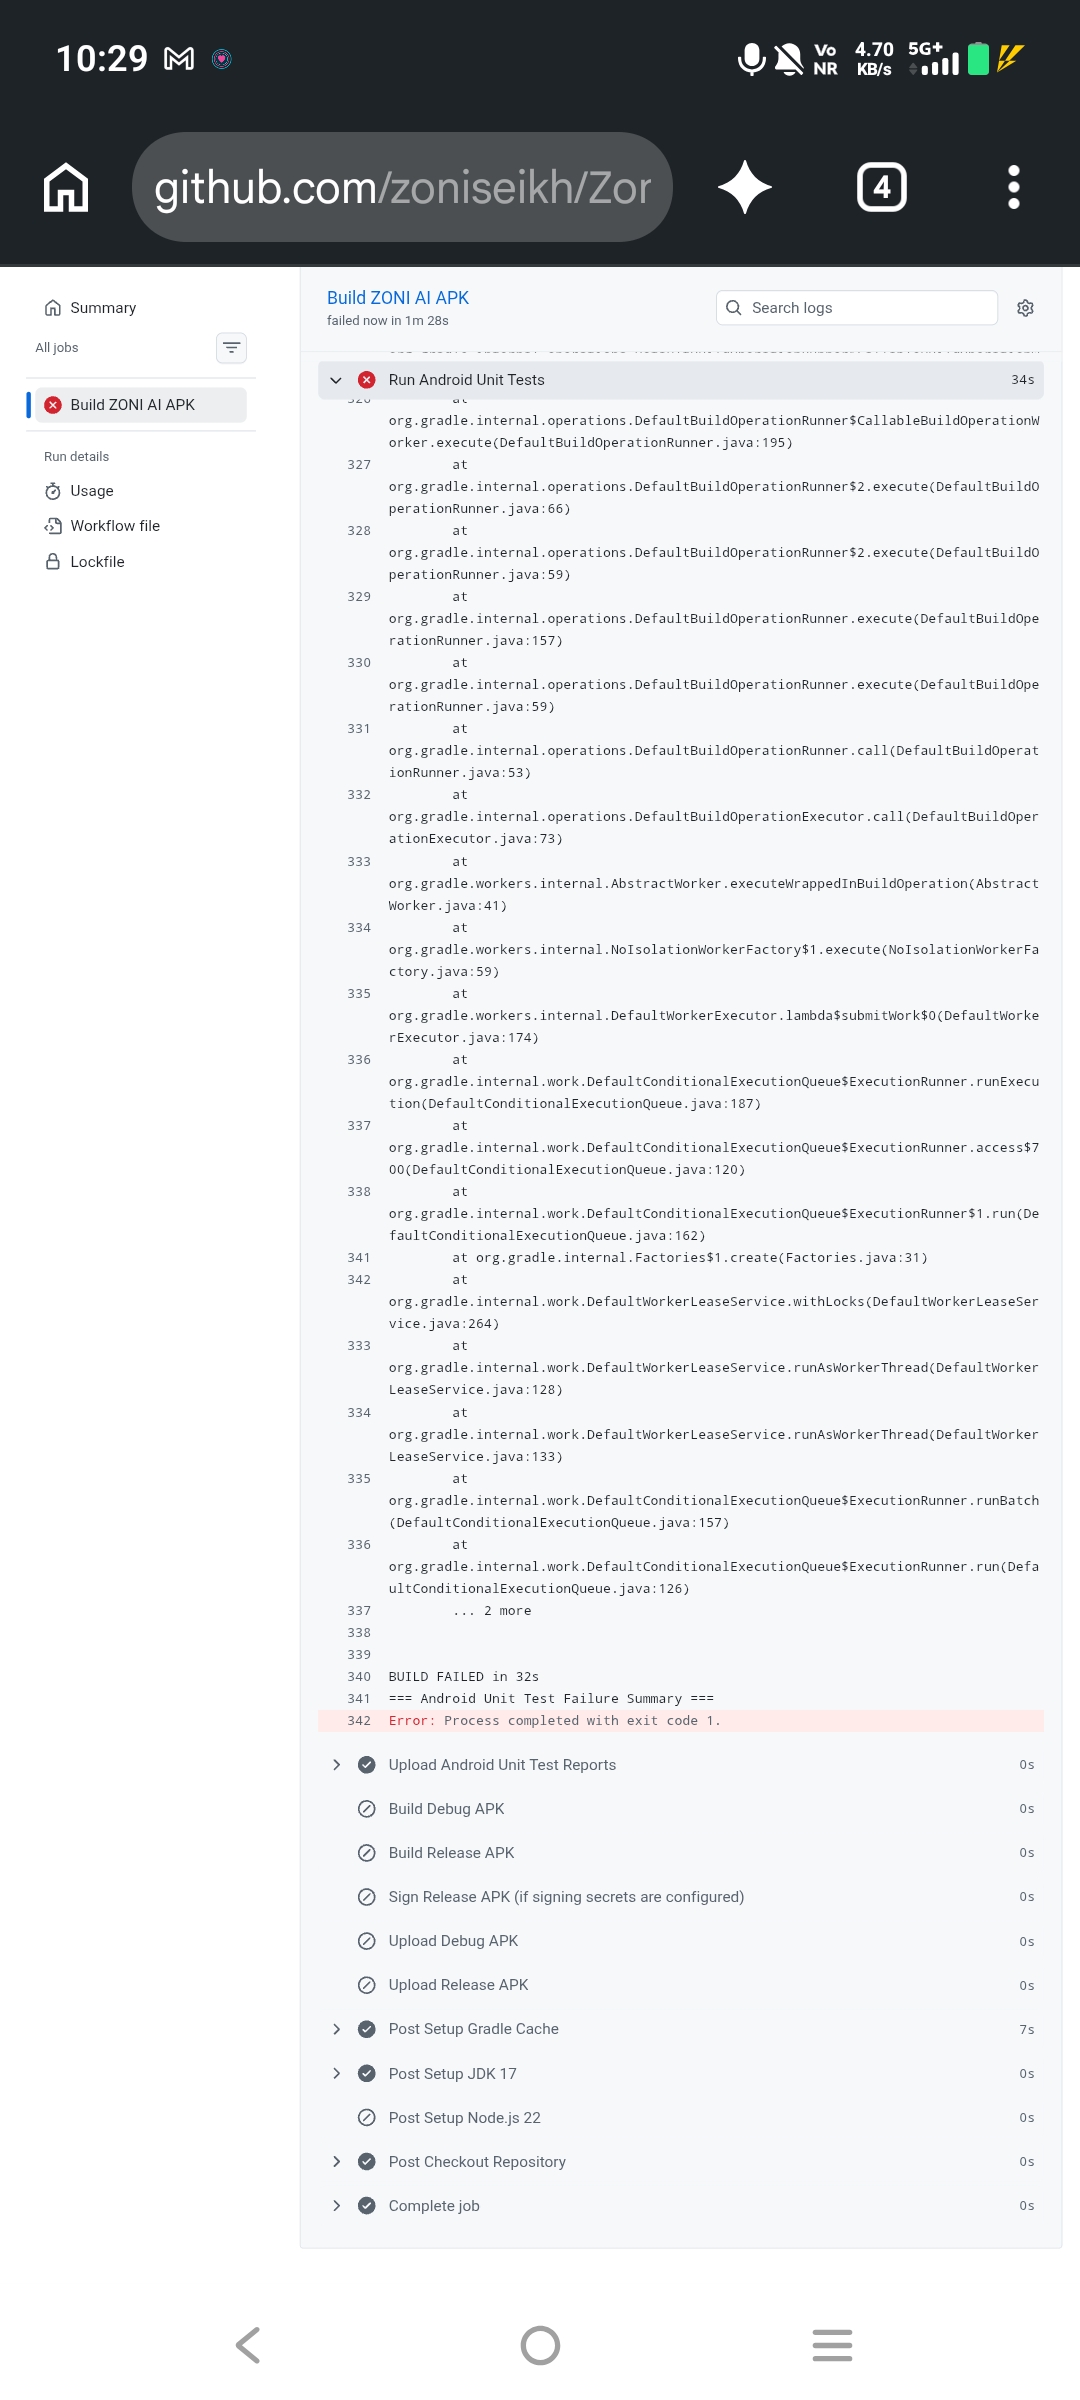 10:29
Vo NR
4.70 KB/s
5G+
github.com/zoniseikh/Zor
4
Summary
All jobs
Build ZONI AI APK
Run details
Usage
Workflow file
Lockfile
Build ZONI AI APK
failed now in 1m 28s
Search logs
Run Android Unit Tests 34s
326 at
org.gradle.internal.operations.DefaultBuildOperationRunner$CallableBuildOperationW
orker.execute(DefaultBuildOperationRunner.java:195)
327 at
org.gradle.internal.operations.DefaultBuildOperationRunner$2.execute(DefaultBuildO
perationRunner.java:66)
328 at
org.gradle.internal.operations.DefaultBuildOperationRunner$2.execute(DefaultBuildO
perationRunner.java:59)
329 at
org.gradle.internal.operations.DefaultBuildOperationRunner.execute(DefaultBuildOpe
rationRunner.java:157)
330 at
org.gradle.internal.operations.DefaultBuildOperationRunner.execute(DefaultBuildOpe
rationRunner.java:59)
331 at
org.gradle.internal.operations.DefaultBuildOperationRunner.call(DefaultBuildOperat
ionRunner.java:53)
332 at
org.gradle.internal.operations.DefaultBuildOperationExecutor.call(DefaultBuildOper
ationExecutor.java:73)
333 at
org.gradle.workers.internal.AbstractWorker.executeWrappedInBuildOperation(Abstract
Worker.java:41)
334 at
org.gradle.workers.internal.NoIsolationWorkerFactory$1.execute(NoIsolationWorkerFa
ctory.java:59)
335 at
org.gradle.workers.internal.DefaultWorkerExecutor.lambda$submitWork$0(DefaultWorke
rExecutor.java:174)
336 at
org.gradle.internal.work.DefaultConditionalExecutionQueue$ExecutionRunner.runExecu
tion(DefaultConditionalExecutionQueue.java:187)
337 at
org.gradle.internal.work.DefaultConditionalExecutionQueue$ExecutionRunner.access$7
00(DefaultConditionalExecutionQueue.java:120)
338 at
org.gradle.internal.work.DefaultConditionalExecutionQueue$ExecutionRunner$1.run(De
faultConditionalExecutionQueue.java:162)
341 at org.gradle.internal.Factories$1.create(Factories.java:31)
342 at
org.gradle.internal.work.DefaultWorkerLeaseService.withLocks(DefaultWorkerLeaseSer
vice.java:264)
333 at
org.gradle.internal.work.DefaultWorkerLeaseService.runAsWorkerThread(DefaultWorker
LeaseService.java:128)
334 at
org.gradle.internal.work.DefaultWorkerLeaseService.runAsWorkerThread(DefaultWorker
LeaseService.java:133)
335 at
org.gradle.internal.work.DefaultConditionalExecutionQueue$ExecutionRunner.runBatch
(DefaultConditionalExecutionQueue.java:157)
336 at
org.gradle.internal.work.DefaultConditionalExecutionQueue$ExecutionRunner.run(Defa
ultConditionalExecutionQueue.java:126)
337 ... 2 more
338
339
340 BUILD FAILED in 32s
341 === Android Unit Test Failure Summary ===
342 Error: Process completed with exit code 1.
Upload Android Unit Test Reports 0s
Build Debug APK 0s
Build Release APK 0s
Sign Release APK (if signing secrets are configured) 0s
Upload Debug APK 0s
Upload Release APK 0s
Post Setup Gradle Cache 7s
Post Setup JDK 17 0s
Post Setup Node.js 22 0s
Post Checkout Repository 0s
Complete job 0s